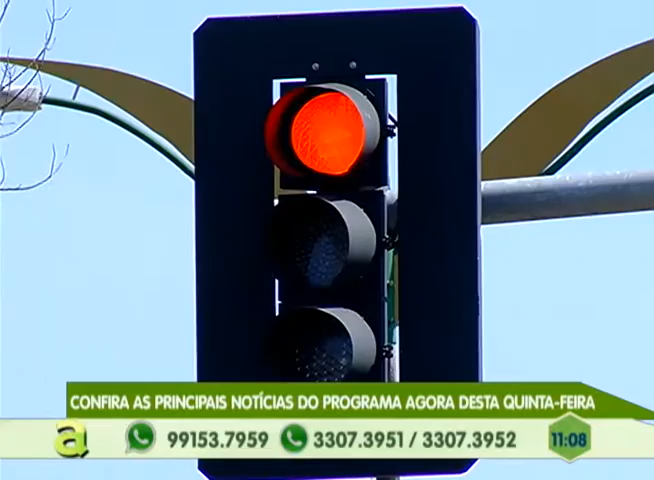 CONFIRA AS PRINCIPAIS NOTÍCIAS DO PROGRAMA AGORA DESTA QUINTA-FEIRA
a 99153.7959 3307.3951 / 3307.3952 11:08